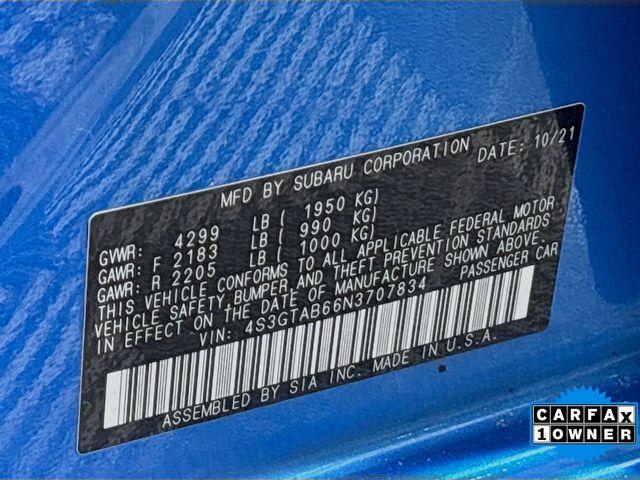 MFD BY SUBARU CORPORATION DATE: 10/21
GVWR: 4299 LB ( 1950 KG)
GAWR: F 2183 LB ( 990 KG)
GAWR: R 2205 LB ( 1000 KG)
THIS VEHICLE CONFORMS TO ALL APPLICABLE FEDERAL MOTOR
VEHICLE SAFETY, BUMPER, AND THEFT PREVENTION STANDARDS
IN EFFECT ON THE DATE OF MANUFACTURE SHOWN ABOVE.
VIN: 4S3GTAB66N3707834 PASSENGER CAR
ASSEMBLED BY SIA INC. MADE IN U.S.A.
CARFAX
1 OWNER